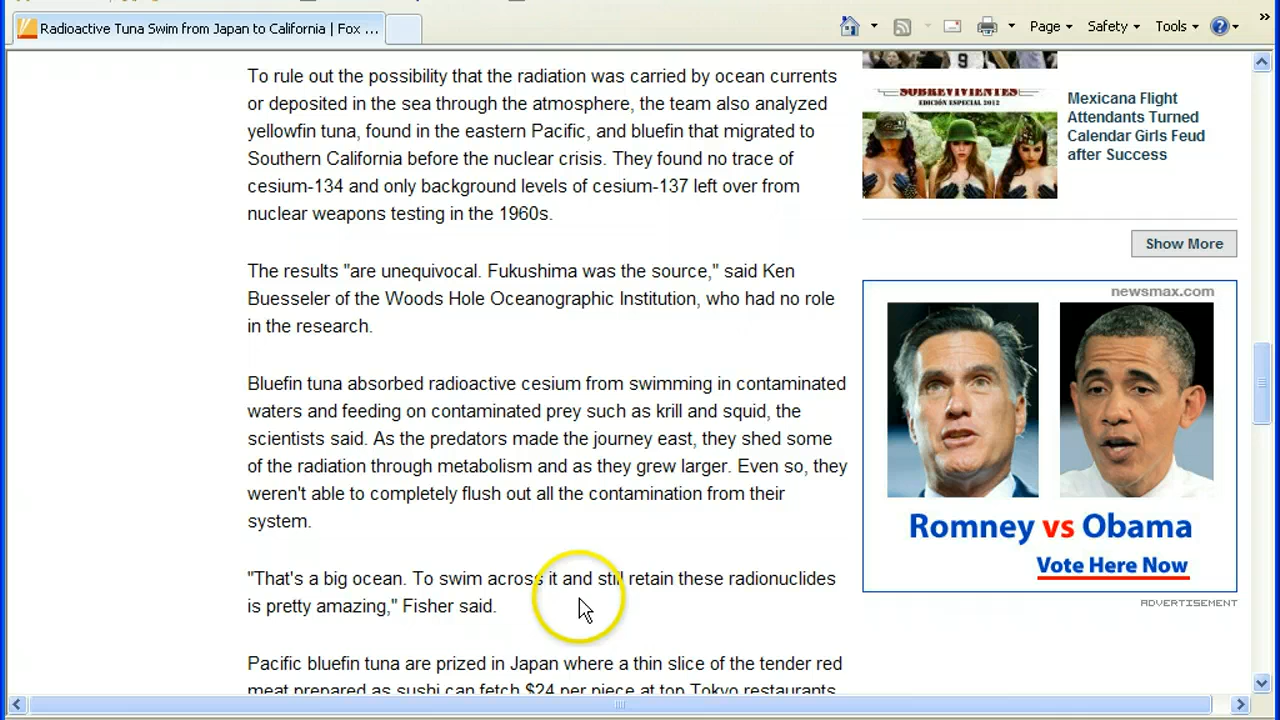 Radioactive Tuna Swim from Japan to California | Fox ...
Page
Safety
Tools
To rule out the possibility that the radiation was carried by ocean currents
or deposited in the sea through the atmosphere, the team also analyzed
yellowfin tuna, found in the eastern Pacific, and bluefin that migrated to
Southern California before the nuclear crisis. They found no trace of
cesium-134 and only background levels of cesium-137 left over from
nuclear weapons testing in the 1960s.
The results "are unequivocal. Fukushima was the source," said Ken
Buesseler of the Woods Hole Oceanographic Institution, who had no role
in the research.
Bluefin tuna absorbed radioactive cesium from swimming in contaminated
waters and feeding on contaminated prey such as krill and squid, the
scientists said. As the predators made the journey east, they shed some
of the radiation through metabolism and as they grew larger. Even so, they
weren't able to completely flush out all the contamination from their
system.
"That's a big ocean. To swim across it and still retain these radionuclides
is pretty amazing," Fisher said.
Pacific bluefin tuna are prized in Japan where a thin slice of the tender red
meat prepared as sushi can fetch $24 per piece at top Tokyo restaurants
9
SOBREVIVIENTES
EDICIÓN ESPECIAL 2012
Mexicana Flight
Attendants Turned
Calendar Girls Feud
after Success
Show More
newsmax.com
Romney vs Obama
Vote Here Now
ADVERTISEMENT